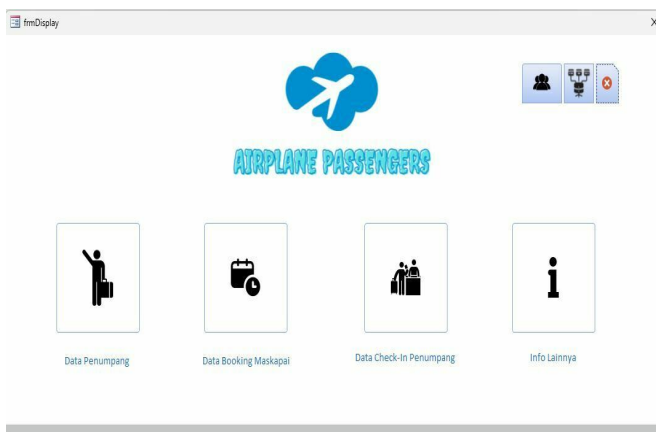 frmDisplay
AIRPLANE PASSENGERS
Data Penumpang
Data Booking Maskapai
Data Check-In Penumpang
Info Lainnya